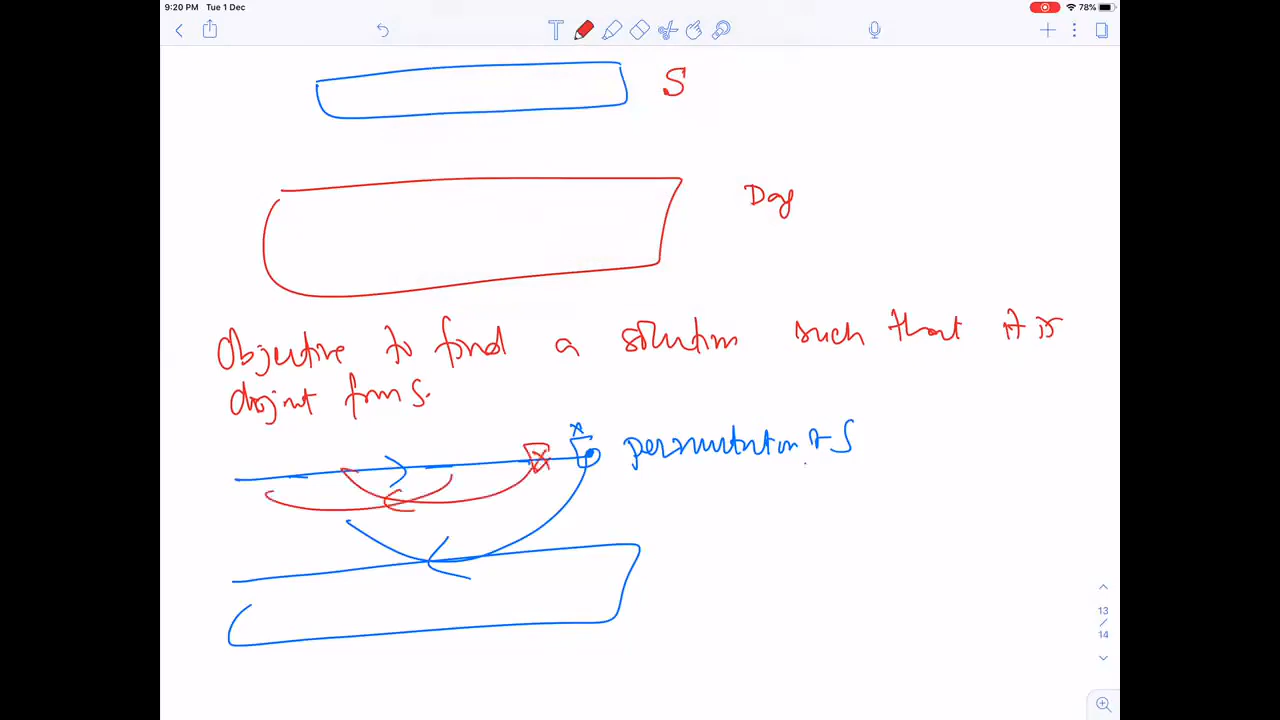 9:20 PM Tue 1 Dec
78%
S
Dag
Objective to find a solution such that it is
disjoint from S.
x
permutation of S
13
/
14